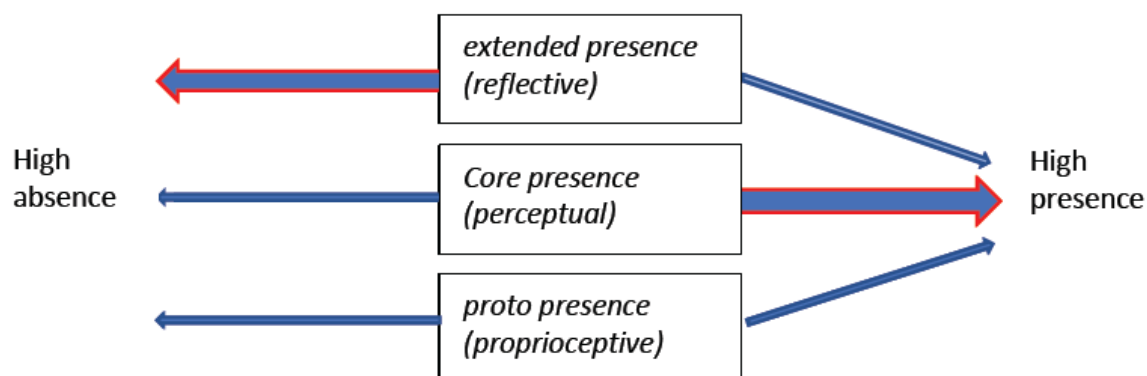 extended presence
(reflective)
High
absence
Core presence
(perceptual)
High
presence
proto presence
(proprioceptive)